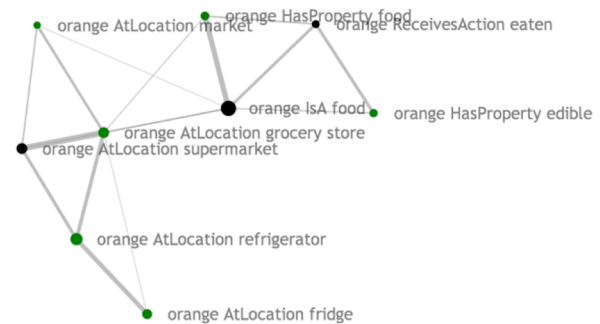 orange HasProperty food
orange AtLocation market
orange ReceivesAction eaten
orange IsA food
orange HasProperty edible
orange AtLocation grocery store
orange AtLocation supermarket
orange AtLocation refrigerator
orange AtLocation fridge